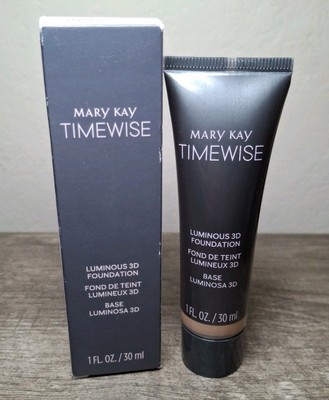 MARY KAY
TIMEWISE
LUMINOUS 3D
FOUNDATION
FOND DE TEINT
LUMINEUX 3D
BASE
LUMINOSA 3D
1 FL. OZ. / 30 ml
MARY KAY
TIMEWISE
LUMINOUS 3D
FOUNDATION
FOND DE TEINT
LUMINEUX 3D
BASE
LUMINOSA 3D
1 FL. OZ. / 30 ml